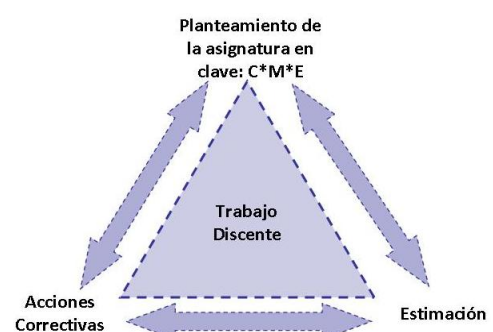 Planteamiento de
la asignatura en
clave: C*M*E
Trabajo
Discente
Acciones
Correctivas
Estimación